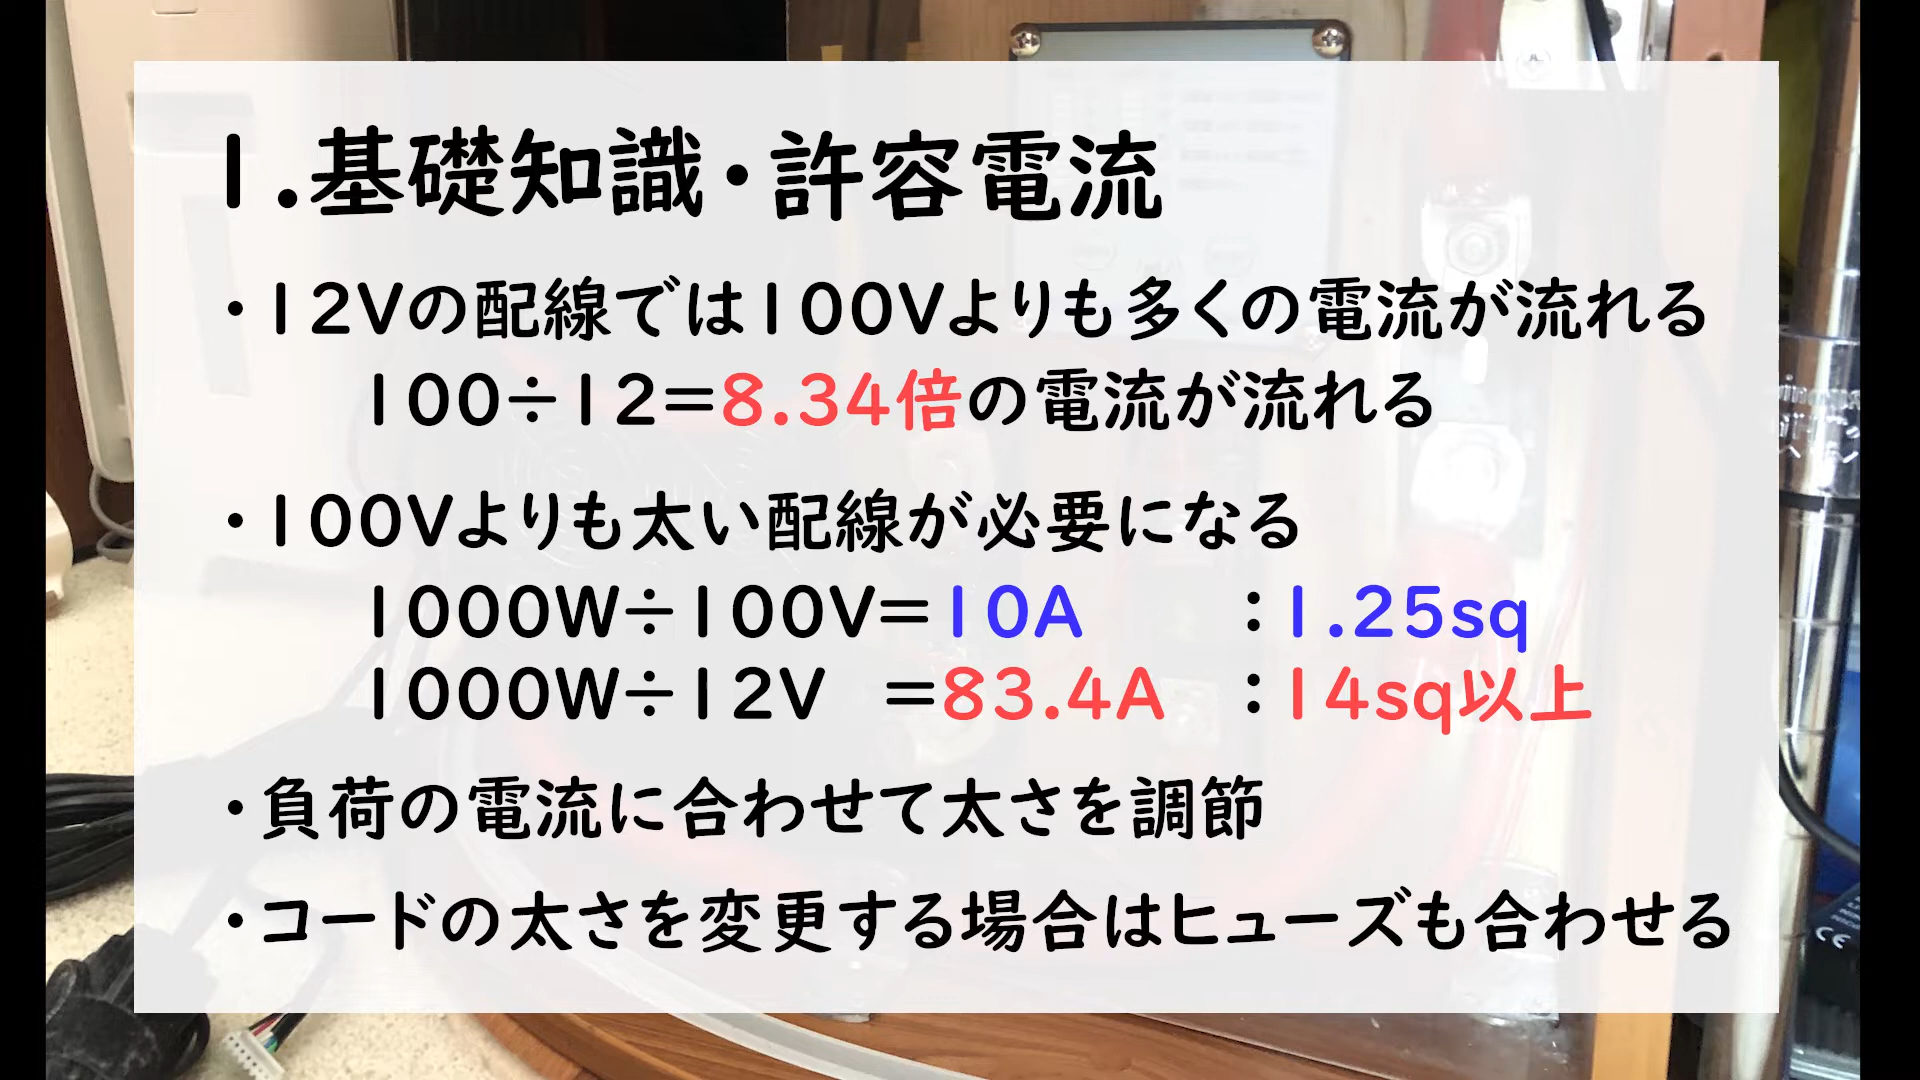 1.基礎知識・許容電流
・12Vの配線では100Vよりも多くの電流が流れる
100÷12=8.34倍の電流が流れる
・100Vよりも太い配線が必要になる
1000W÷100V=10A :1.25sq
1000W÷12V =83.4A :14sq以上
・負荷の電流に合わせて太さを調節
・コードの太さを変更する場合はヒューズも合わせる
CE